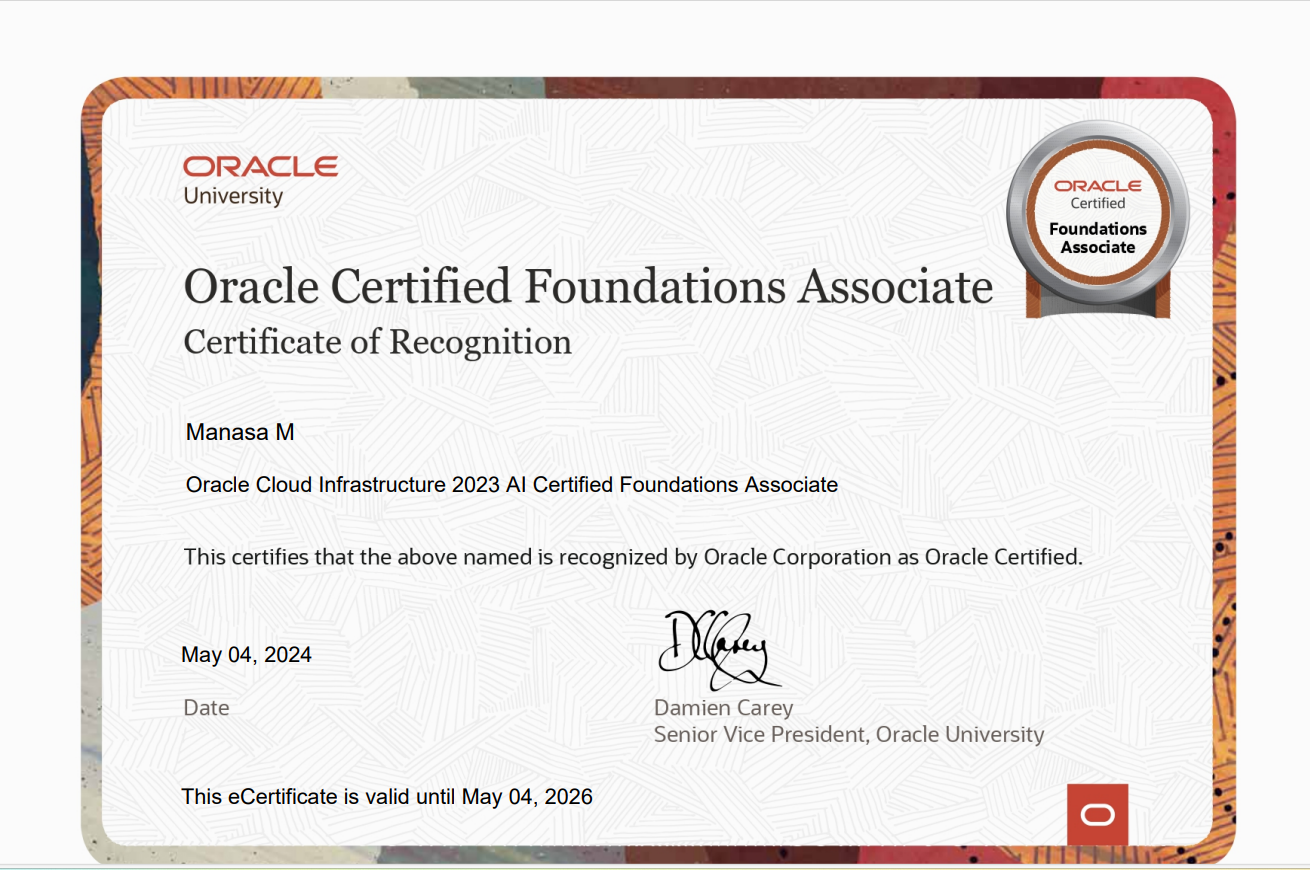 ORACLE
University
ORACLE
Certified
Foundations
Associate
Oracle Certified Foundations Associate
Certificate of Recognition
Manasa M
Oracle Cloud Infrastructure 2023 AI Certified Foundations Associate
This certifies that the above named is recognized by Oracle Corporation as Oracle Certified.
DCarey
May 04, 2024
Date
Damien Carey
Senior Vice President, Oracle University
This eCertificate is valid until May 04, 2026